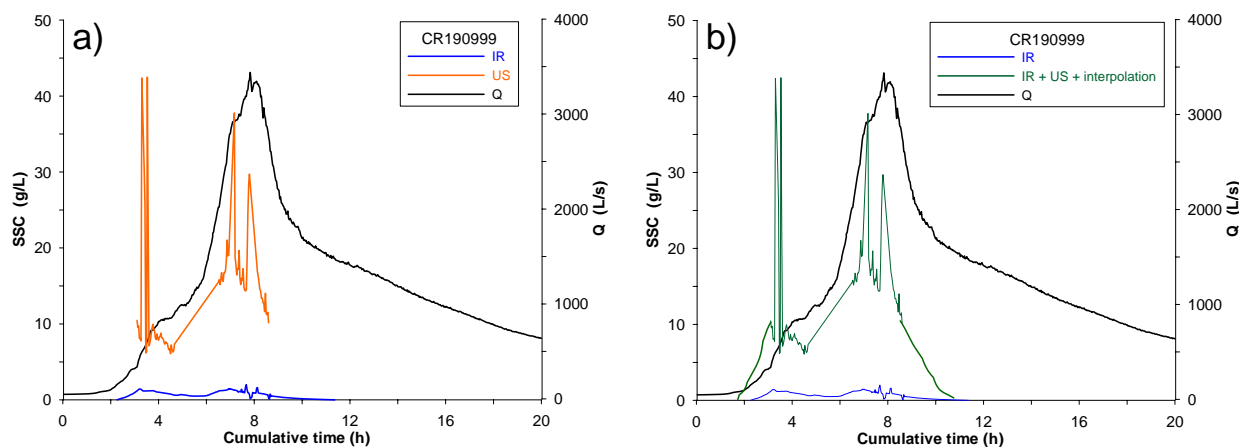 a)
CR190999
IR
US
Q
50
40
30
20
10
0
SSC (g/L)
4000
3000
2000
1000
0
Q (L/s)
0 4 8 12 16 20
Cumulative time (h)
b)
CR190999
IR
IR + US + interpolation
Q
50
40
30
20
10
0
SSC (g/L)
4000
3000
2000
1000
0
Q (L/s)
0 4 8 12 16 20
Cumulative time (h)